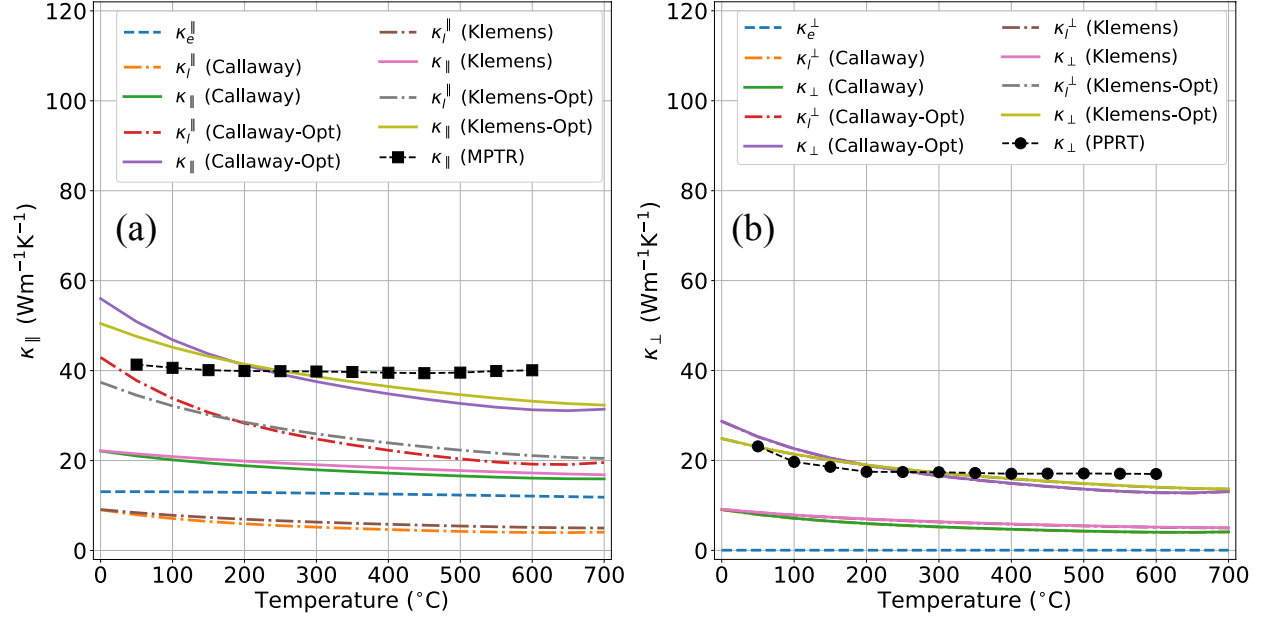 120
100
80
60
40
20
0
κ∥ (Wm⁻¹K⁻¹)
κₑ^∥
κₗ^∥ (Callaway)
κ∥ (Callaway)
κₗ^∥ (Callaway-Opt)
κ∥ (Callaway-Opt)
κₗ^∥ (Klemens)
κ∥ (Klemens)
κₗ^∥ (Klemens-Opt)
κ∥ (Klemens-Opt)
κ∥ (MPTR)
(a)
0 100 200 300 400 500 600 700
Temperature (°C)
120
100
80
60
40
20
0
κ⊥ (Wm⁻¹K⁻¹)
κₑ^⊥
κₗ^⊥ (Callaway)
κ⊥ (Callaway)
κₗ^⊥ (Callaway-Opt)
κ⊥ (Callaway-Opt)
κₗ^⊥ (Klemens)
κ⊥ (Klemens)
κₗ^⊥ (Klemens-Opt)
κ⊥ (Klemens-Opt)
κ⊥ (PPRT)
(b)
0 100 200 300 400 500 600 700
Temperature (°C)